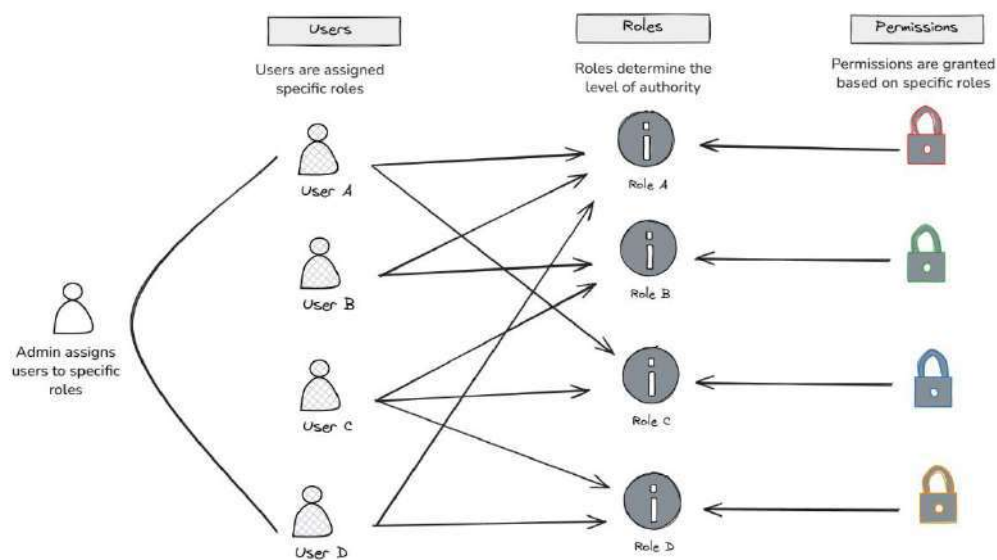 Users
Roles
Permissions
Users are assigned
specific roles
Roles determine the
level of authority
Permissions are granted
based on specific roles
User A
Role A
User B
Role B
Admin assigns
users to specific
roles
User C
Role C
User D
Role D